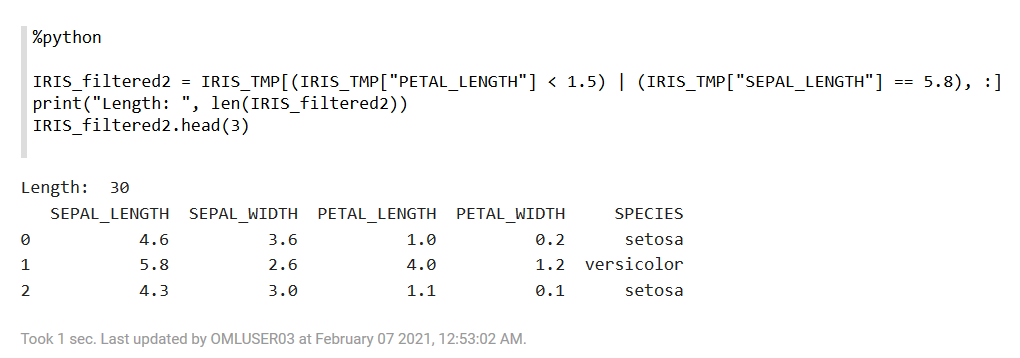 %python
IRIS_filtered2 = IRIS_TMP[(IRIS_TMP["PETAL_LENGTH"] < 1.5) | (IRIS_TMP["SEPAL_LENGTH"] == 5.8), :]
print("Length: ", len(IRIS_filtered2))
IRIS_filtered2.head(3)
Length:  30
SEPAL_LENGTH SEPAL_WIDTH PETAL_LENGTH PETAL_WIDTH SPECIES
0 4.6 3.6 1.0 0.2 setosa
1 5.8 2.6 4.0 1.2 versicolor
2 4.3 3.0 1.1 0.1 setosa
Took 1 sec. Last updated by OMLUSER03 at February 07 2021, 12:53:02 AM.